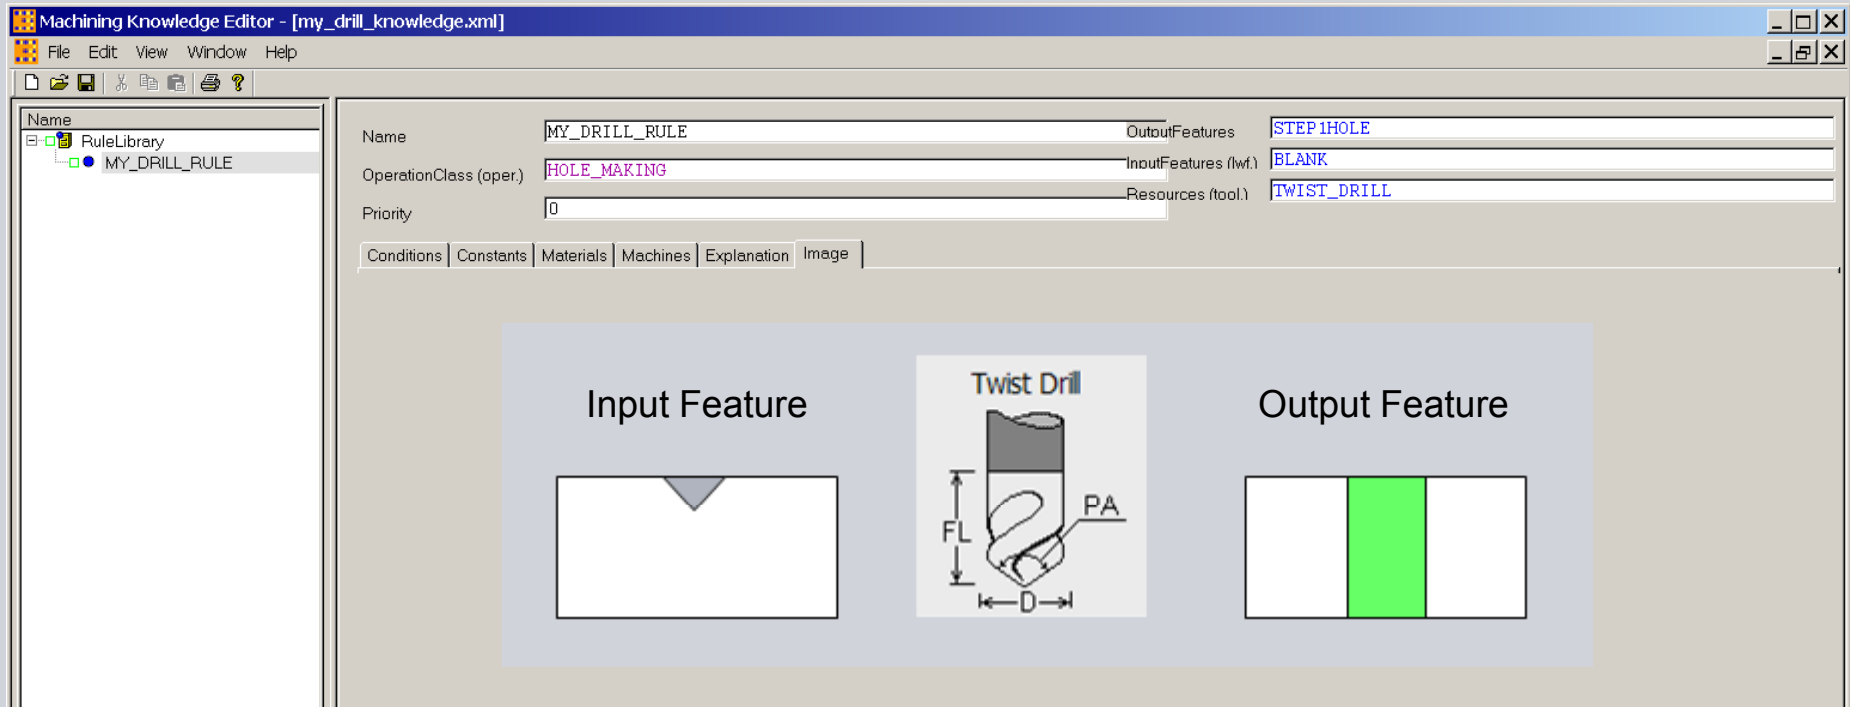 Machining Knowledge Editor - [my_drill_knowledge.xml]
File Edit View Window Help
Name
RuleLibrary
MY_DRILL_RULE
Name MY_DRILL_RULE
OperationClass (oper.) HOLE_MAKING
Priority 0
OutputFeatures STEP1HOLE
InputFeatures (lwf.) BLANK
Resources (tool.) TWIST_DRILL
Conditions Constants Materials Machines Explanation Image
Input Feature
Twist Drill
FL
PA
D
Output Feature